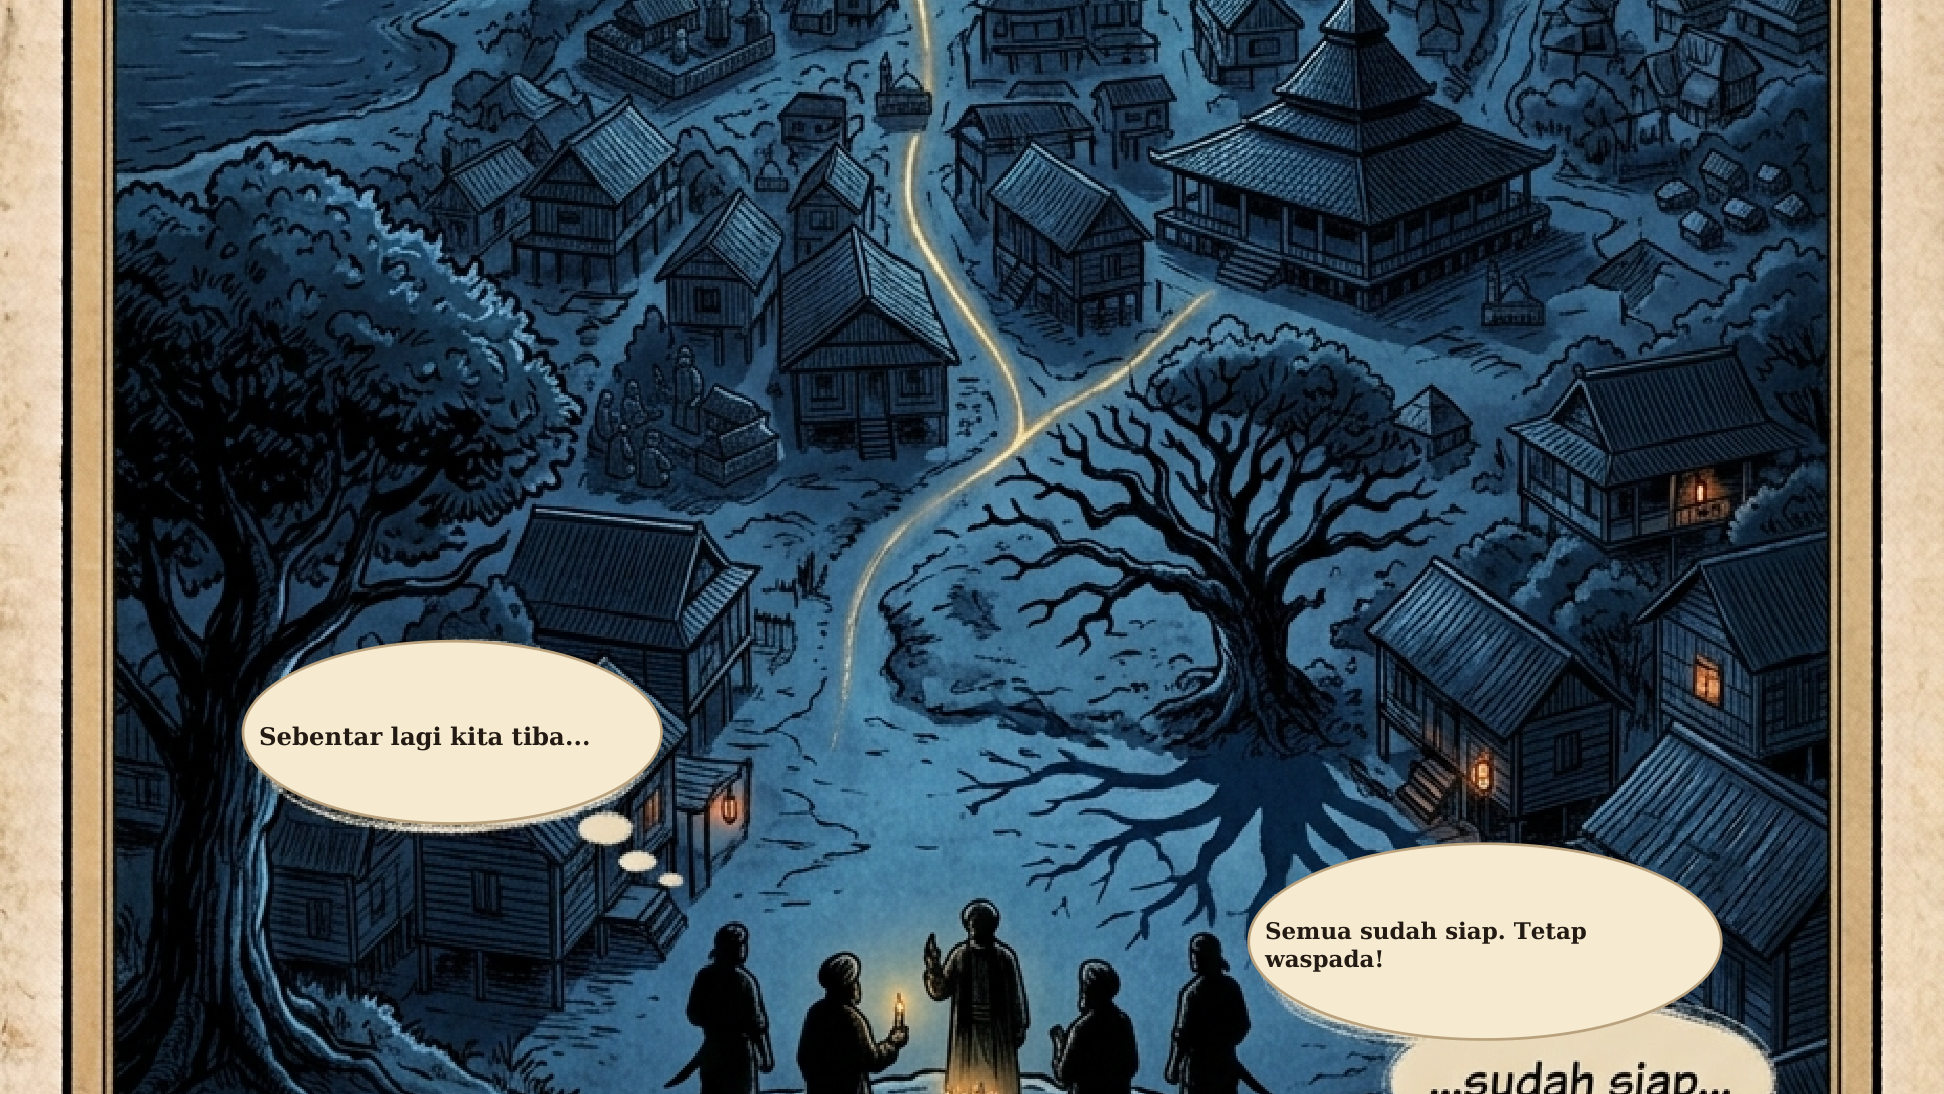 Sebentar lagi kita tiba...
Semua sudah siap. Tetap
waspada!
...sudah siap...